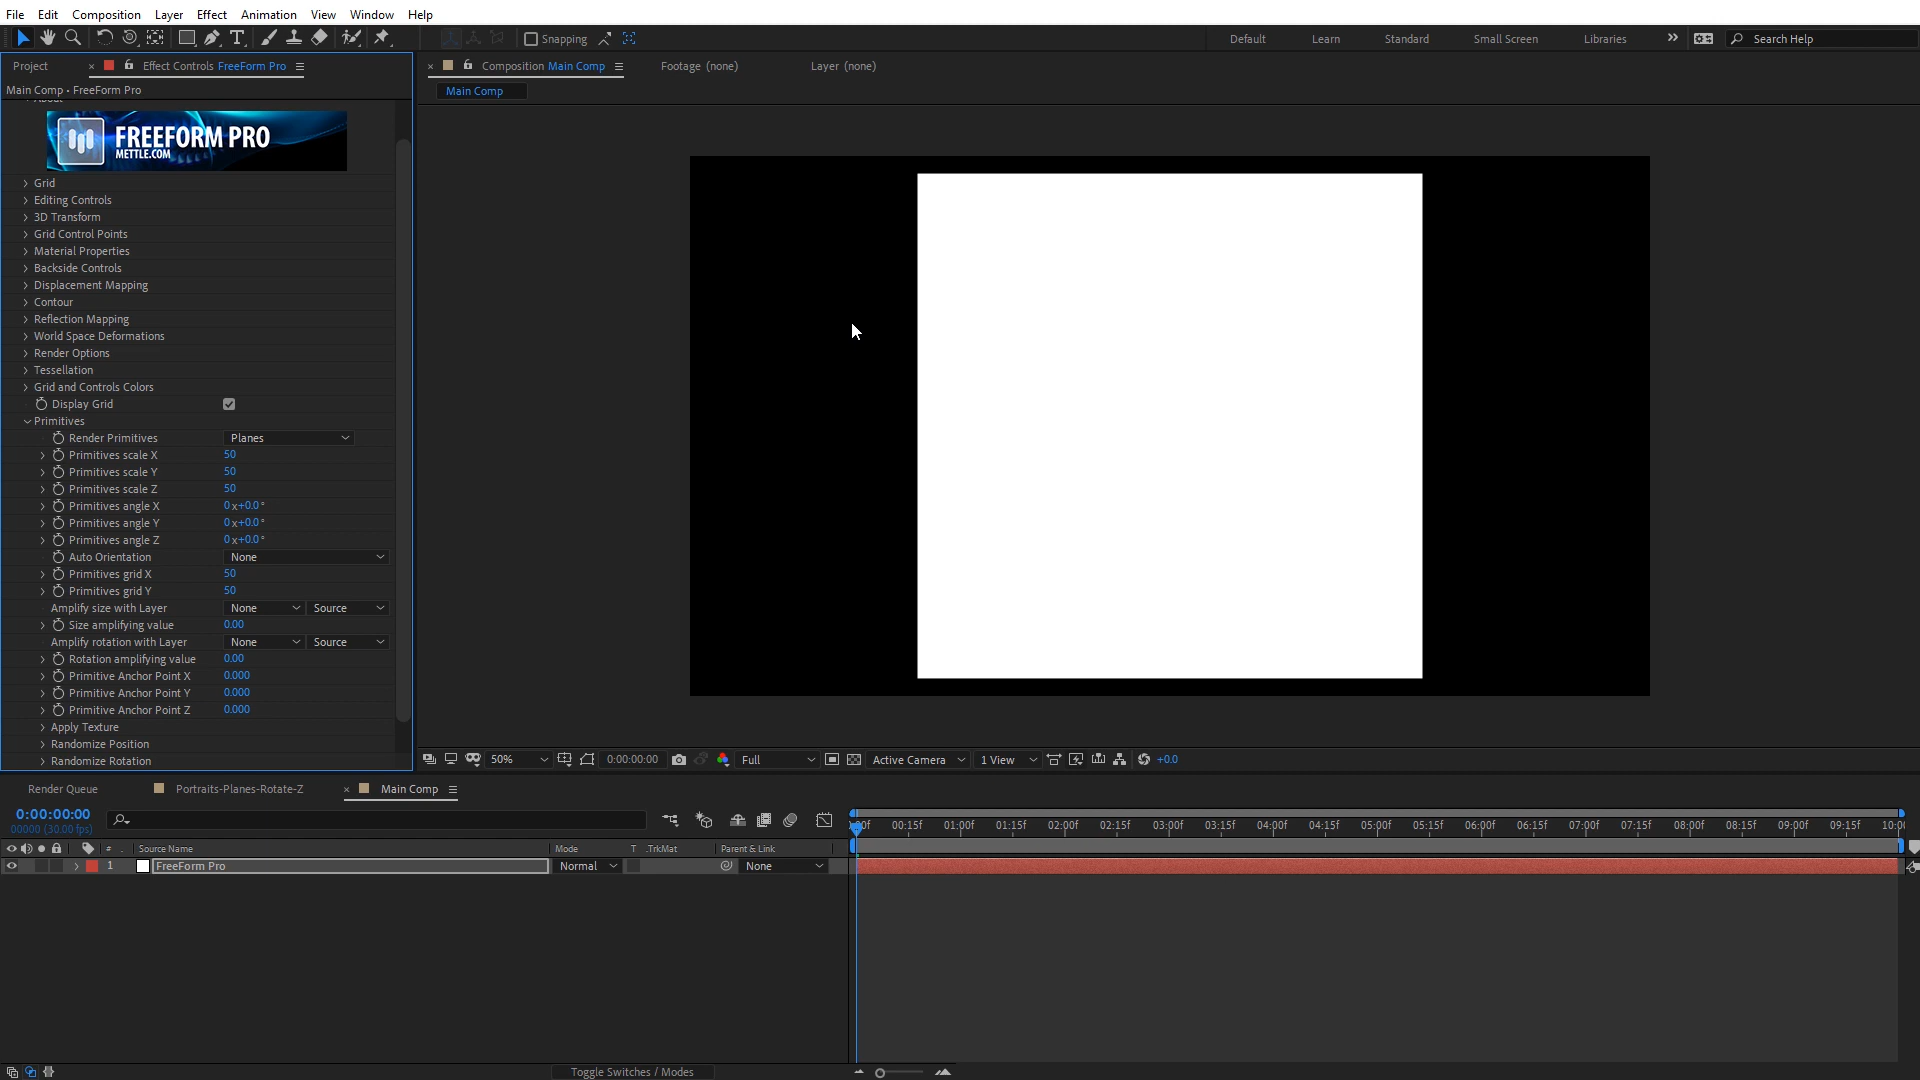 File Edit Composition Layer Effect Animation View Window Help
Snapping Default Learn Standard Small Screen Libraries Search Help
Project Effect Controls FreeForm Pro
Composition Main Comp Footage (none) Layer (none)
Main Comp • FreeForm Pro
Main Comp
About
FREEFORM PRO
METTLE.COM
Grid
Editing Controls
3D Transform
Grid Control Points
Material Properties
Backside Controls
Displacement Mapping
Contour
Reflection Mapping
World Space Deformations
Render Options
Tessellation
Grid and Controls Colors
Display Grid
Primitives
Render Primitives Planes
Primitives scale X 50
Primitives scale Y 50
Primitives scale Z 50
Primitives angle X 0x+0.0°
Primitives angle Y 0x+0.0°
Primitives angle Z 0x+0.0°
Auto Orientation None
Primitives grid X 50
Primitives grid Y 50
Amplify size with Layer None Source
Size amplifying value 0.00
Amplify rotation with Layer None Source
Rotation amplifying value 0.00
Primitive Anchor Point X 0.000
Primitive Anchor Point Y 0.000
Primitive Anchor Point Z 0.000
Apply Texture
Randomize Position
Randomize Rotation
50% 0:00:00:00 Full Active Camera 1 View +0.0
Render Queue Portraits-Planes-Rotate-Z Main Comp
0:00:00:00
00000 (30.00 fps)
00f 00:15f 01:00f 01:15f 02:00f 02:15f 03:00f 03:15f 04:00f 04:15f 05:00f 05:15f 06:00f 06:15f 07:00f 07:15f 08:00f 08:15f 09:00f 09:15f 10:0
# Source Name Mode T .TrkMat Parent & Link
1 FreeForm Pro Normal None
Toggle Switches / Modes